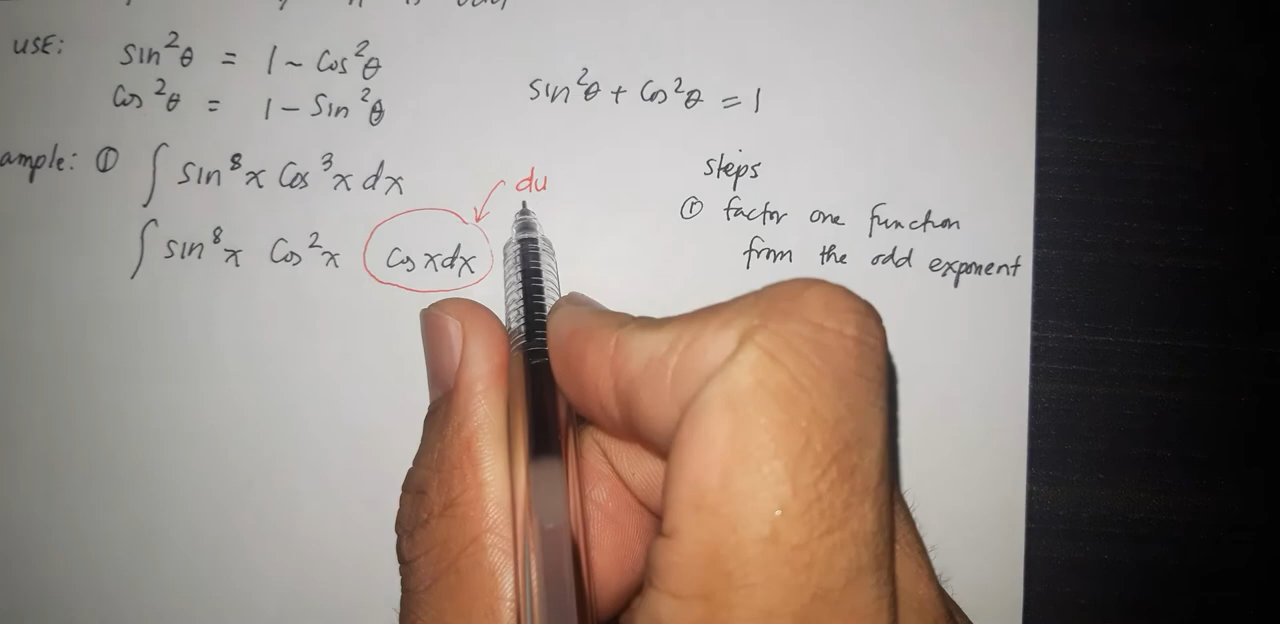 USE: sin²θ = 1 - Cos²θ
Cos²θ = 1 - Sin²θ
sin²θ + Cos²θ = 1
ample: ① ∫ sin⁸x Cos³x dx
∫ sin⁸x Cos²x Cos x dx
du
steps
① factor one function
from the odd exponent